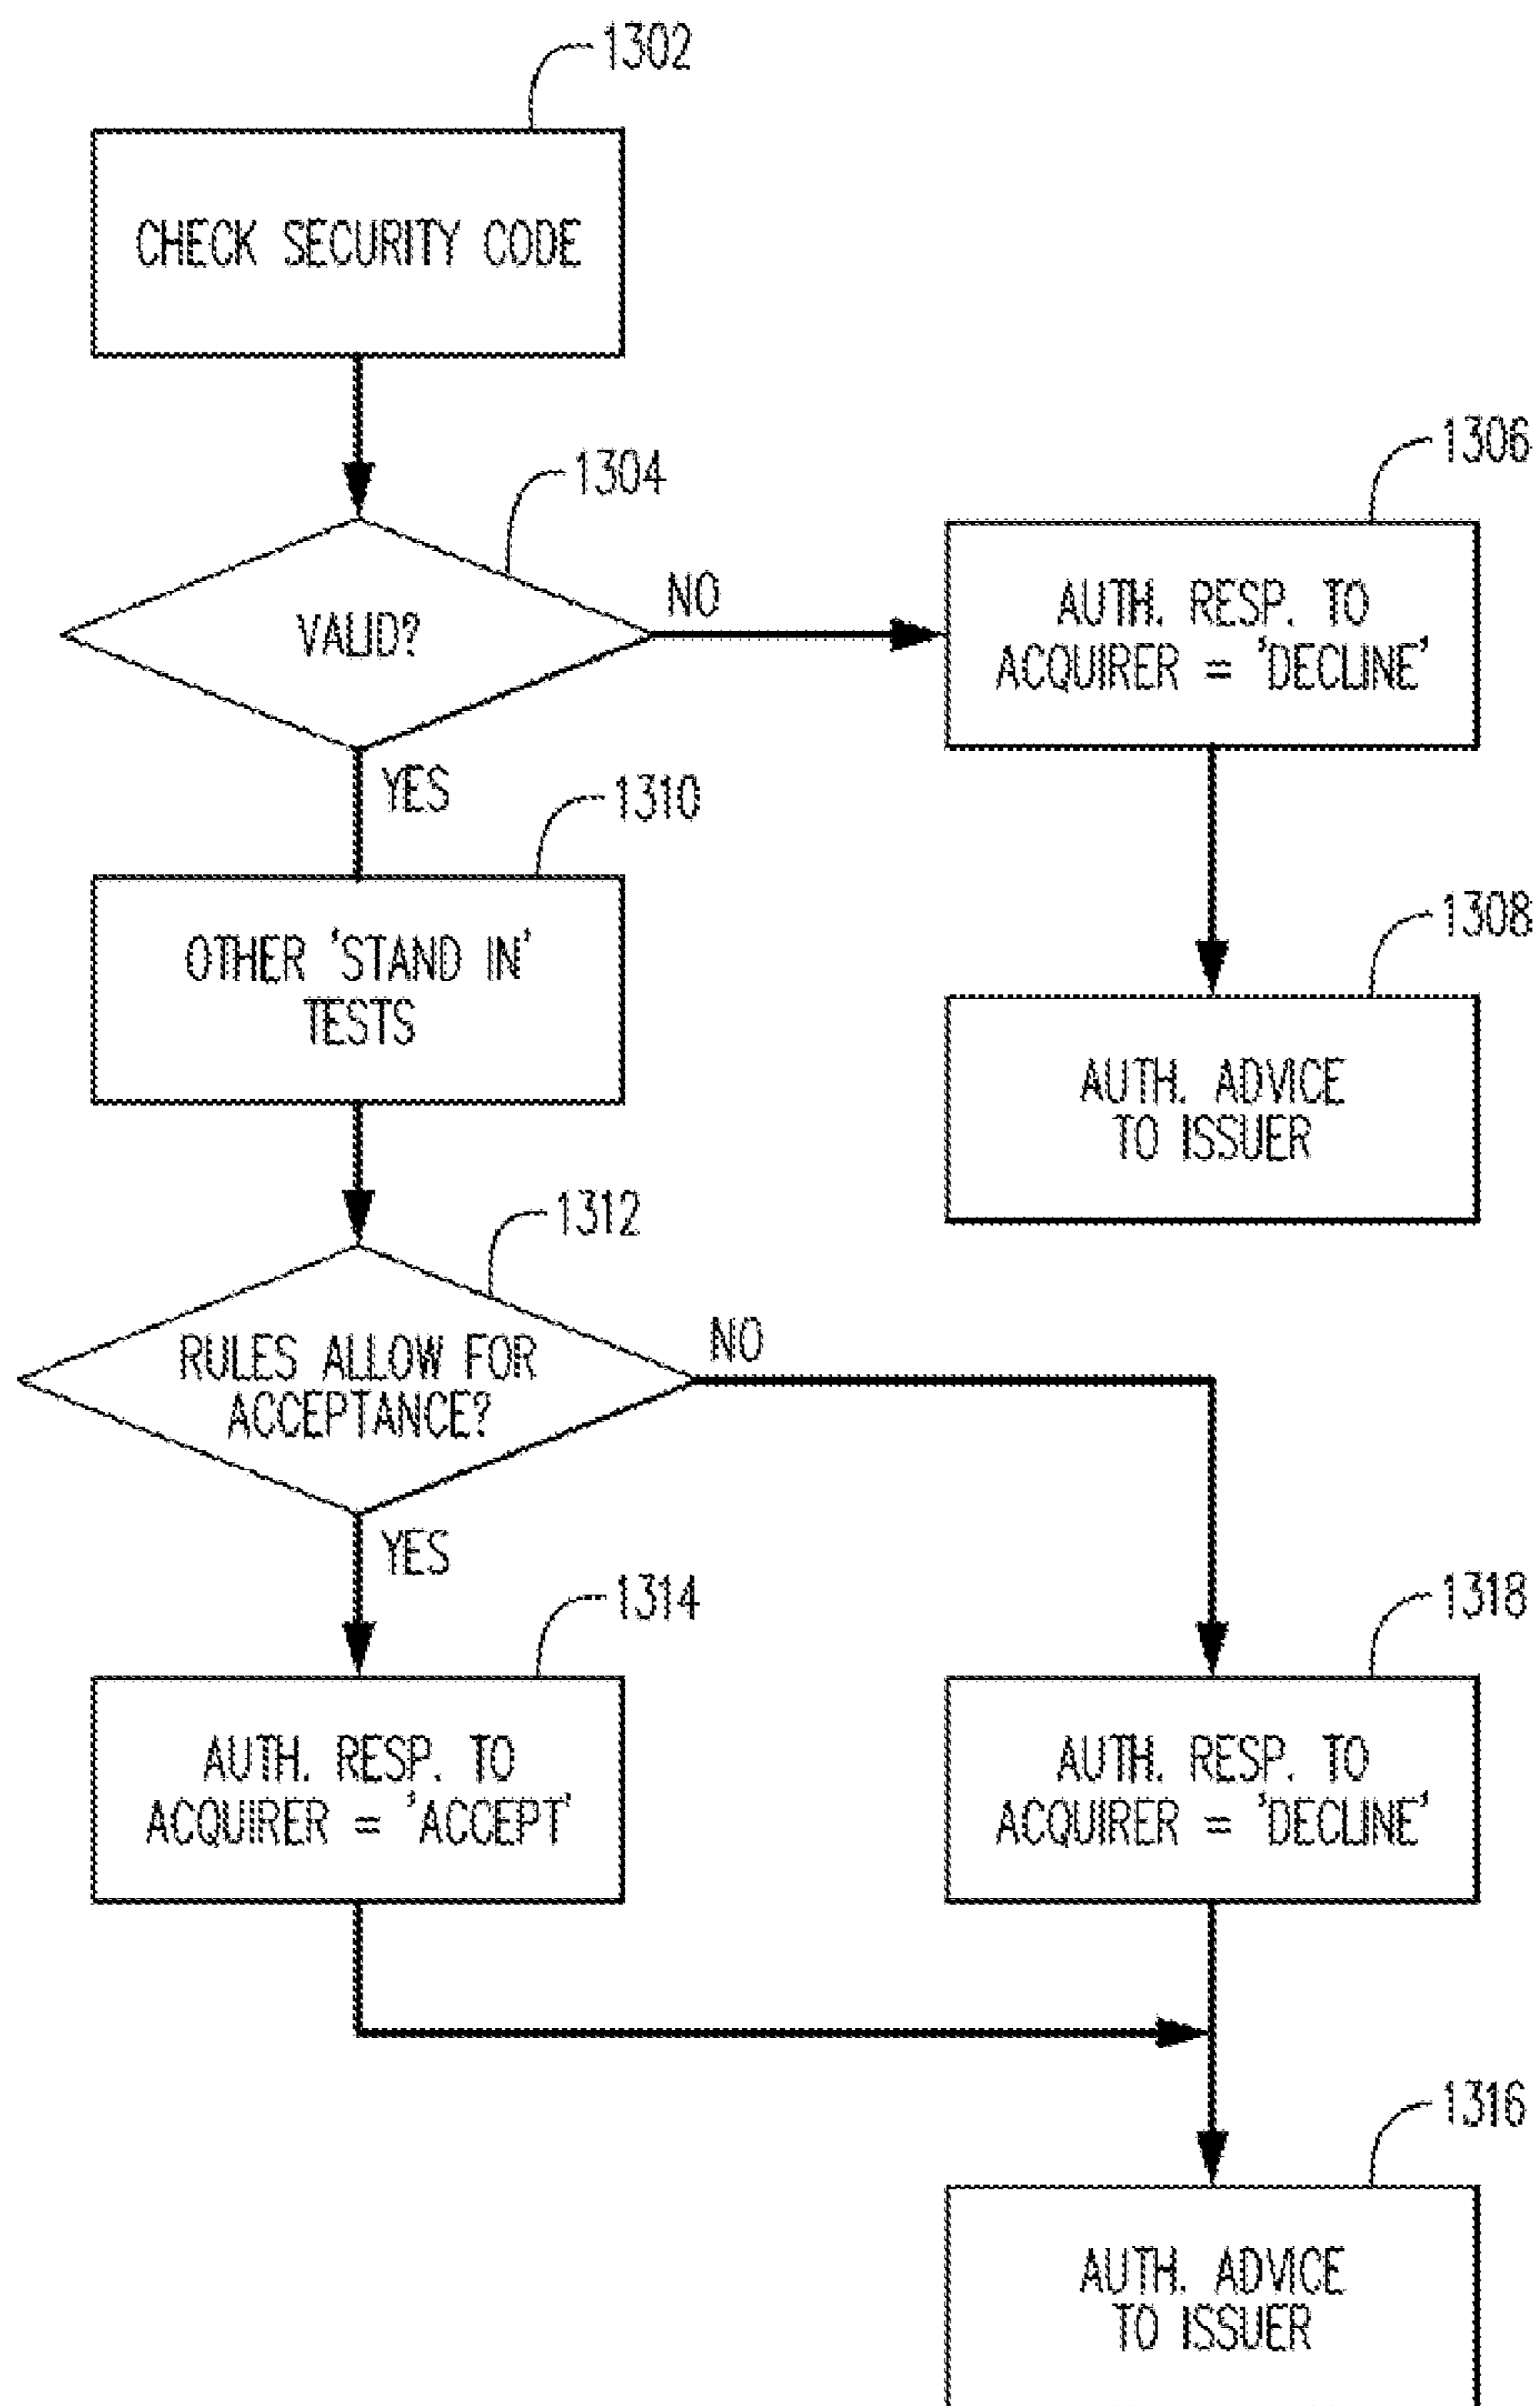 1302
CHECK SECURITY CODE
1304
VALID?
NO
1306
AUTH. RESP. TO
ACQUIRER = 'DECLINE'
YES
1310
OTHER 'STAND IN'
TESTS
1308
AUTH. ADVICE
TO ISSUER
1312
RULES ALLOW FOR
ACCEPTANCE?
NO
YES
1314
AUTH. RESP. TO
ACQUIRER = 'ACCEPT'
1318
AUTH. RESP. TO
ACQUIRER = 'DECLINE'
1316
AUTH. ADVICE
TO ISSUER